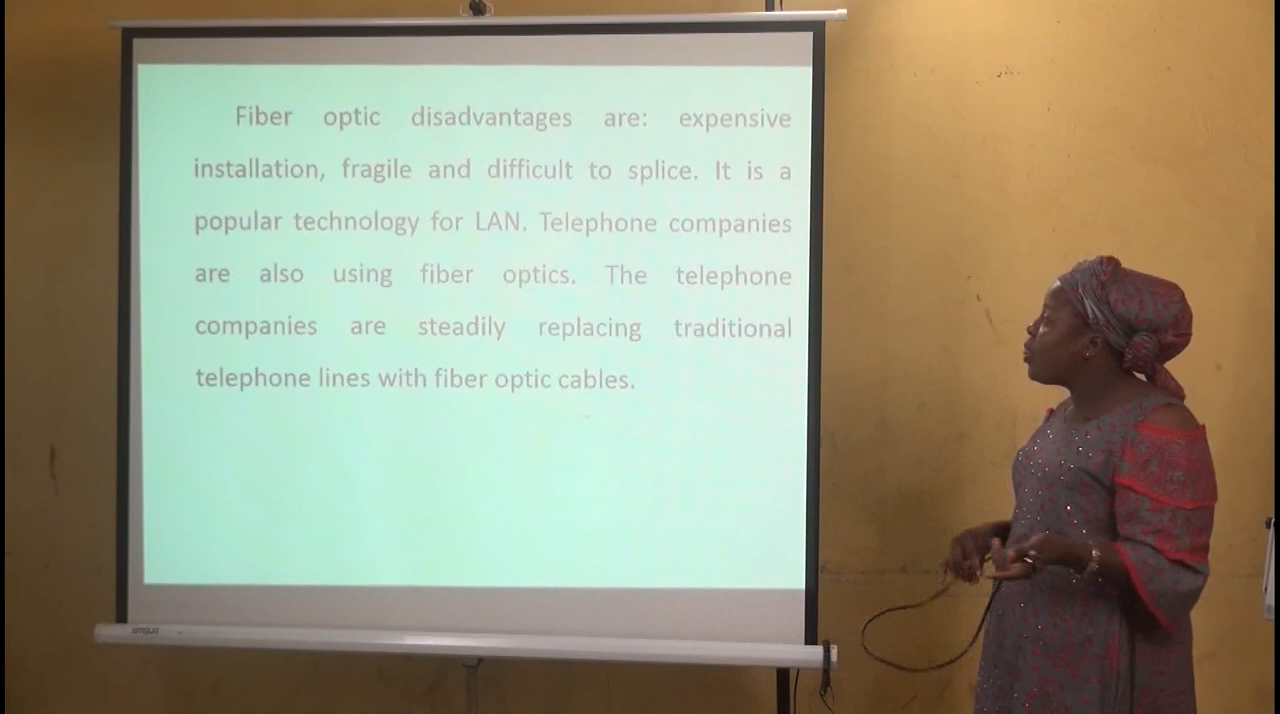 Fiber optic disadvantages are: expensive
installation, fragile and difficult to splice. It is a
popular technology for LAN. Telephone companies
are also using fiber optics. The telephone
companies are steadily replacing traditional
telephone lines with fiber optic cables.